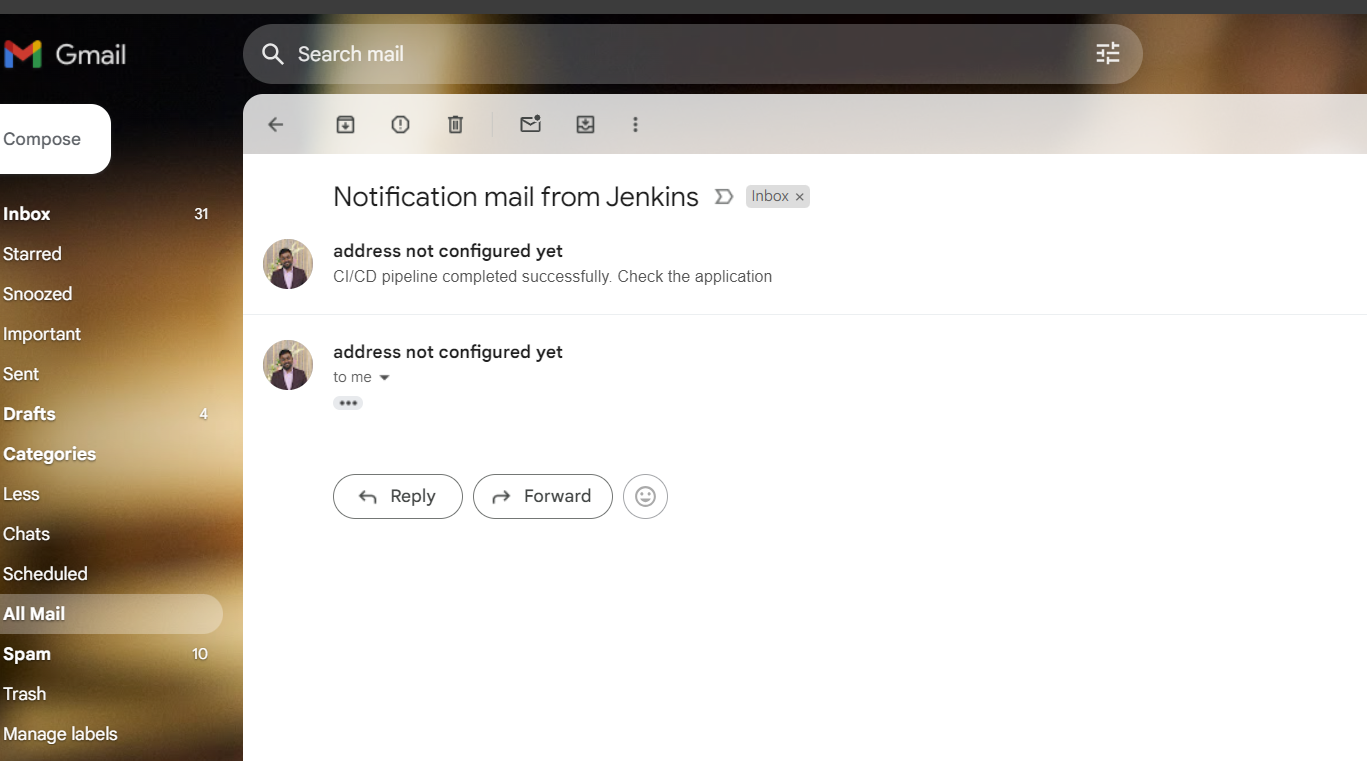 Gmail
Search mail
Compose
Inbox 31
Starred
Snoozed
Important
Sent
Drafts 4
Categories
Less
Chats
Scheduled
All Mail
Spam 10
Trash
Manage labels
Notification mail from Jenkins Inbox ×
address not configured yet
CI/CD pipeline completed successfully. Check the application
address not configured yet
to me
Reply Forward